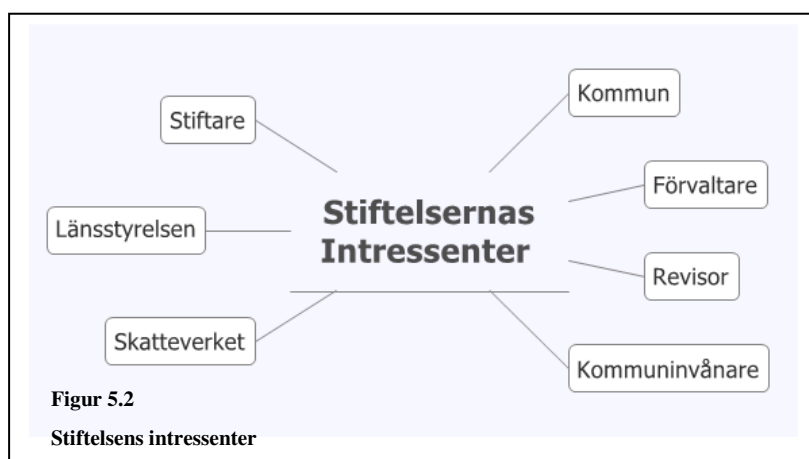 Kommun
Stiftare
Förvaltare
Stiftelsernas
Intressenter
Länsstyrelsen
Revisor
Skatteverket
Kommuninvånare
Figur 5.2
Stiftelsens intressenter